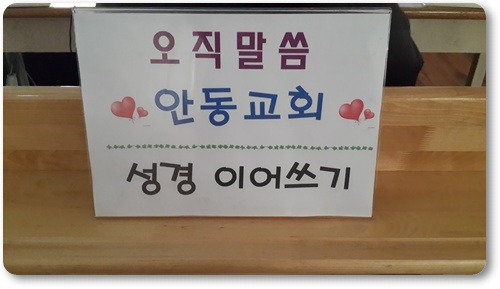 오직말씀
안동교회
성경 이어쓰기